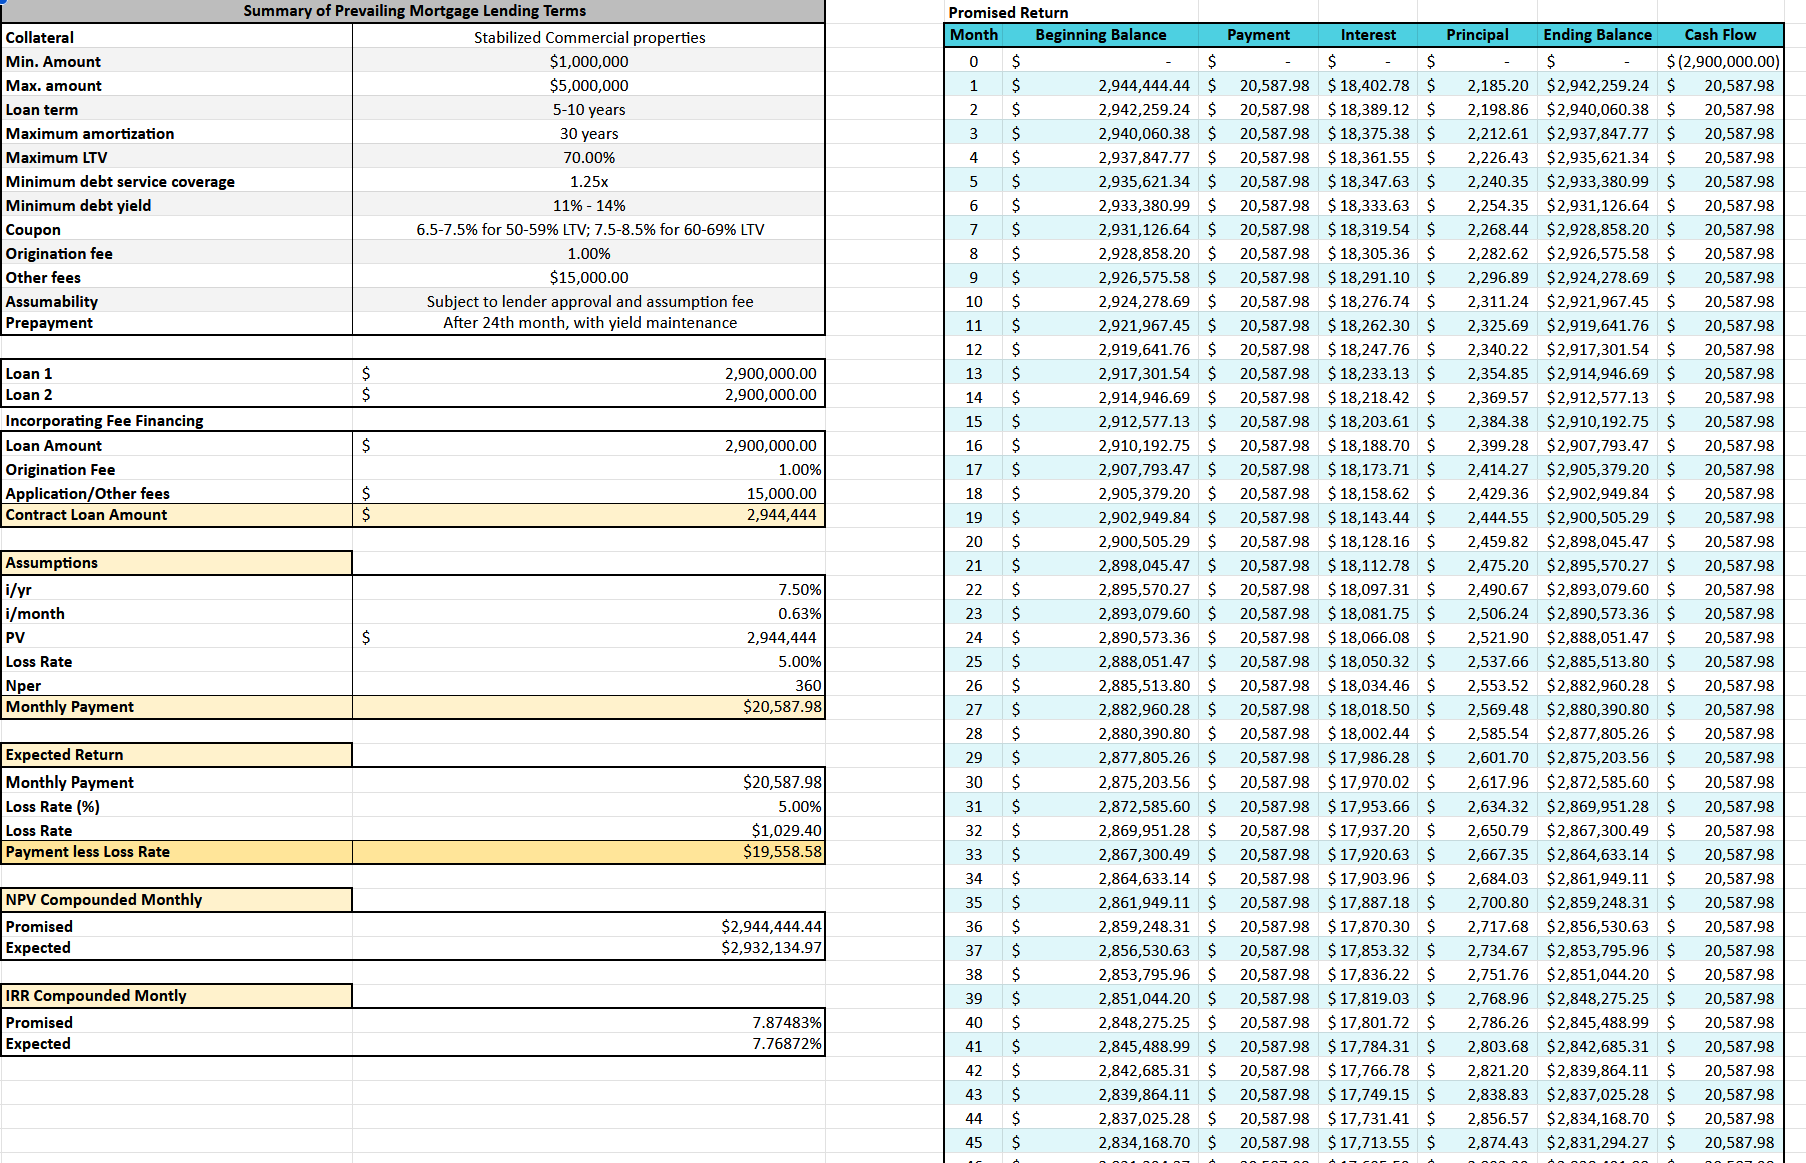 Summary of Prevailing Mortgage Lending Terms
Collateral Stabilized Commercial properties
Min. Amount $1,000,000
Max. amount $5,000,000
Loan term 5-10 years
Maximum amortization 30 years
Maximum LTV 70.00%
Minimum debt service coverage 1.25x
Minimum debt yield 11% - 14%
Coupon 6.5-7.5% for 50-59% LTV; 7.5-8.5% for 60-69% LTV
Origination fee 1.00%
Other fees $15,000.00
Assumability Subject to lender approval and assumption fee
Prepayment After 24th month, with yield maintenance
Loan 1 $ 2,900,000.00
Loan 2 $ 2,900,000.00
Incorporating Fee Financing
Loan Amount $ 2,900,000.00
Origination Fee 1.00%
Application/Other fees $ 15,000.00
Contract Loan Amount $ 2,944,444
Assumptions
i/yr 7.50%
i/month 0.63%
PV $ 2,944,444
Loss Rate 5.00%
Nper 360
Monthly Payment $20,587.98
Expected Return
Monthly Payment $20,587.98
Loss Rate (%) 5.00%
Loss Rate $1,029.40
Payment less Loss Rate $19,558.58
NPV Compounded Monthly
Promised $2,944,444.44
Expected $2,932,134.97
IRR Compounded Montly
Promised 7.87483%
Expected 7.76872%
Promised Return
Month Beginning Balance Payment Interest Principal Ending Balance Cash Flow
0 $ - $ - $ - $ - $ - $(2,900,000.00)
1 $ 2,944,444.44 $ 20,587.98 $ 18,402.78 $ 2,185.20 $2,942,259.24 $ 20,587.98
2 $ 2,942,259.24 $ 20,587.98 $ 18,389.12 $ 2,198.86 $2,940,060.38 $ 20,587.98
3 $ 2,940,060.38 $ 20,587.98 $ 18,375.38 $ 2,212.61 $2,937,847.77 $ 20,587.98
4 $ 2,937,847.77 $ 20,587.98 $ 18,361.55 $ 2,226.43 $2,935,621.34 $ 20,587.98
5 $ 2,935,621.34 $ 20,587.98 $ 18,347.63 $ 2,240.35 $2,933,380.99 $ 20,587.98
6 $ 2,933,380.99 $ 20,587.98 $ 18,333.63 $ 2,254.35 $2,931,126.64 $ 20,587.98
7 $ 2,931,126.64 $ 20,587.98 $ 18,319.54 $ 2,268.44 $2,928,858.20 $ 20,587.98
8 $ 2,928,858.20 $ 20,587.98 $ 18,305.36 $ 2,282.62 $2,926,575.58 $ 20,587.98
9 $ 2,926,575.58 $ 20,587.98 $ 18,291.10 $ 2,296.89 $2,924,278.69 $ 20,587.98
10 $ 2,924,278.69 $ 20,587.98 $ 18,276.74 $ 2,311.24 $2,921,967.45 $ 20,587.98
11 $ 2,921,967.45 $ 20,587.98 $ 18,262.30 $ 2,325.69 $2,919,641.76 $ 20,587.98
12 $ 2,919,641.76 $ 20,587.98 $ 18,247.76 $ 2,340.22 $2,917,301.54 $ 20,587.98
13 $ 2,917,301.54 $ 20,587.98 $ 18,233.13 $ 2,354.85 $2,914,946.69 $ 20,587.98
14 $ 2,914,946.69 $ 20,587.98 $ 18,218.42 $ 2,369.57 $2,912,577.13 $ 20,587.98
15 $ 2,912,577.13 $ 20,587.98 $ 18,203.61 $ 2,384.38 $2,910,192.75 $ 20,587.98
16 $ 2,910,192.75 $ 20,587.98 $ 18,188.70 $ 2,399.28 $2,907,793.47 $ 20,587.98
17 $ 2,907,793.47 $ 20,587.98 $ 18,173.71 $ 2,414.27 $2,905,379.20 $ 20,587.98
18 $ 2,905,379.20 $ 20,587.98 $ 18,158.62 $ 2,429.36 $2,902,949.84 $ 20,587.98
19 $ 2,902,949.84 $ 20,587.98 $ 18,143.44 $ 2,444.55 $2,900,505.29 $ 20,587.98
20 $ 2,900,505.29 $ 20,587.98 $ 18,128.16 $ 2,459.82 $2,898,045.47 $ 20,587.98
21 $ 2,898,045.47 $ 20,587.98 $ 18,112.78 $ 2,475.20 $2,895,570.27 $ 20,587.98
22 $ 2,895,570.27 $ 20,587.98 $ 18,097.31 $ 2,490.67 $2,893,079.60 $ 20,587.98
23 $ 2,893,079.60 $ 20,587.98 $ 18,081.75 $ 2,506.24 $2,890,573.36 $ 20,587.98
24 $ 2,890,573.36 $ 20,587.98 $ 18,066.08 $ 2,521.90 $2,888,051.47 $ 20,587.98
25 $ 2,888,051.47 $ 20,587.98 $ 18,050.32 $ 2,537.66 $2,885,513.80 $ 20,587.98
26 $ 2,885,513.80 $ 20,587.98 $ 18,034.46 $ 2,553.52 $2,882,960.28 $ 20,587.98
27 $ 2,882,960.28 $ 20,587.98 $ 18,018.50 $ 2,569.48 $2,880,390.80 $ 20,587.98
28 $ 2,880,390.80 $ 20,587.98 $ 18,002.44 $ 2,585.54 $2,877,805.26 $ 20,587.98
29 $ 2,877,805.26 $ 20,587.98 $ 17,986.28 $ 2,601.70 $2,875,203.56 $ 20,587.98
30 $ 2,875,203.56 $ 20,587.98 $ 17,970.02 $ 2,617.96 $2,872,585.60 $ 20,587.98
31 $ 2,872,585.60 $ 20,587.98 $ 17,953.66 $ 2,634.32 $2,869,951.28 $ 20,587.98
32 $ 2,869,951.28 $ 20,587.98 $ 17,937.20 $ 2,650.79 $2,867,300.49 $ 20,587.98
33 $ 2,867,300.49 $ 20,587.98 $ 17,920.63 $ 2,667.35 $2,864,633.14 $ 20,587.98
34 $ 2,864,633.14 $ 20,587.98 $ 17,903.96 $ 2,684.03 $2,861,949.11 $ 20,587.98
35 $ 2,861,949.11 $ 20,587.98 $ 17,887.18 $ 2,700.80 $2,859,248.31 $ 20,587.98
36 $ 2,859,248.31 $ 20,587.98 $ 17,870.30 $ 2,717.68 $2,856,530.63 $ 20,587.98
37 $ 2,856,530.63 $ 20,587.98 $ 17,853.32 $ 2,734.67 $2,853,795.96 $ 20,587.98
38 $ 2,853,795.96 $ 20,587.98 $ 17,836.22 $ 2,751.76 $2,851,044.20 $ 20,587.98
39 $ 2,851,044.20 $ 20,587.98 $ 17,819.03 $ 2,768.96 $2,848,275.25 $ 20,587.98
40 $ 2,848,275.25 $ 20,587.98 $ 17,801.72 $ 2,786.26 $2,845,488.99 $ 20,587.98
41 $ 2,845,488.99 $ 20,587.98 $ 17,784.31 $ 2,803.68 $2,842,685.31 $ 20,587.98
42 $ 2,842,685.31 $ 20,587.98 $ 17,766.78 $ 2,821.20 $2,839,864.11 $ 20,587.98
43 $ 2,839,864.11 $ 20,587.98 $ 17,749.15 $ 2,838.83 $2,837,025.28 $ 20,587.98
44 $ 2,837,025.28 $ 20,587.98 $ 17,731.41 $ 2,856.57 $2,834,168.70 $ 20,587.98
45 $ 2,834,168.70 $ 20,587.98 $ 17,713.55 $ 2,874.43 $2,831,294.27 $ 20,587.98